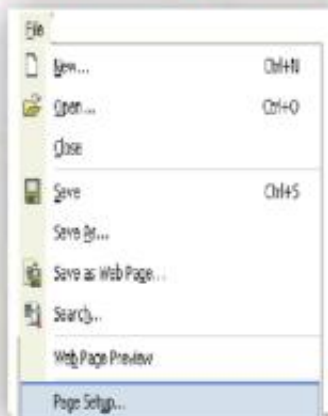 File
New... Ctrl+N
Open... Ctrl+O
Close
Save Ctrl+S
Save As...
Save as Web Page...
Search...
Web Page Preview
Page Setup...